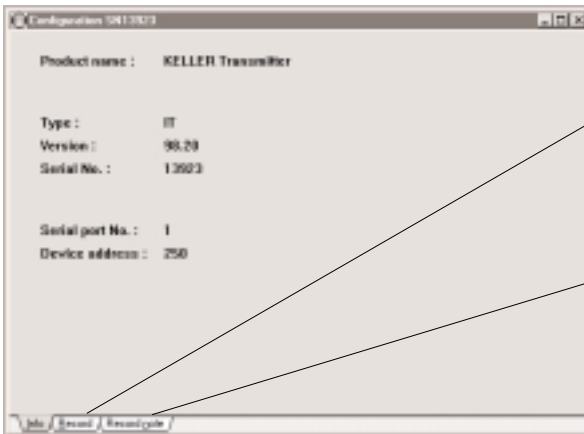 Configuration SN13923
Product name : KELLER Transmitter
Type : IT
Version : 98.20
Serial No. : 13923
Serial port No. : 1
Device address : 250
Info / Record / Record note /